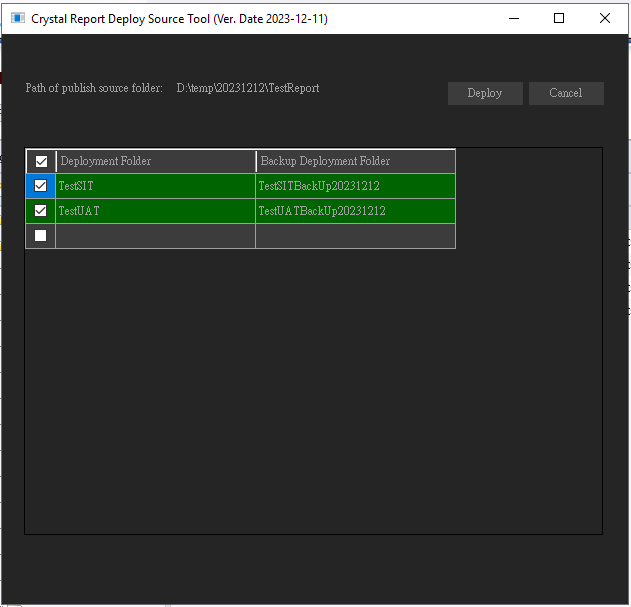 Crystal Report Deploy Source Tool (Ver. Date 2023-12-11)
Path of publish source folder: D:\temp\20231212\TestReport
Deploy Cancel
Deployment Folder Backup Deployment Folder
TestSIT TestSITBackUp20231212
TestUAT TestUATBackUp20231212